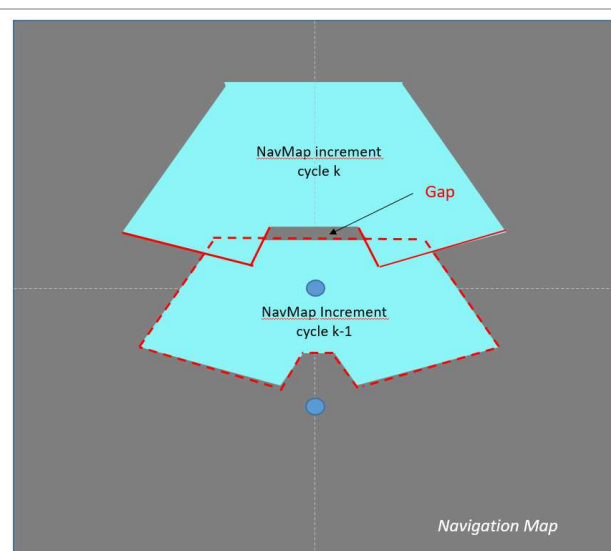 NavMap increment
cycle k
Gap
NavMap Increment
cycle k-1
Navigation Map